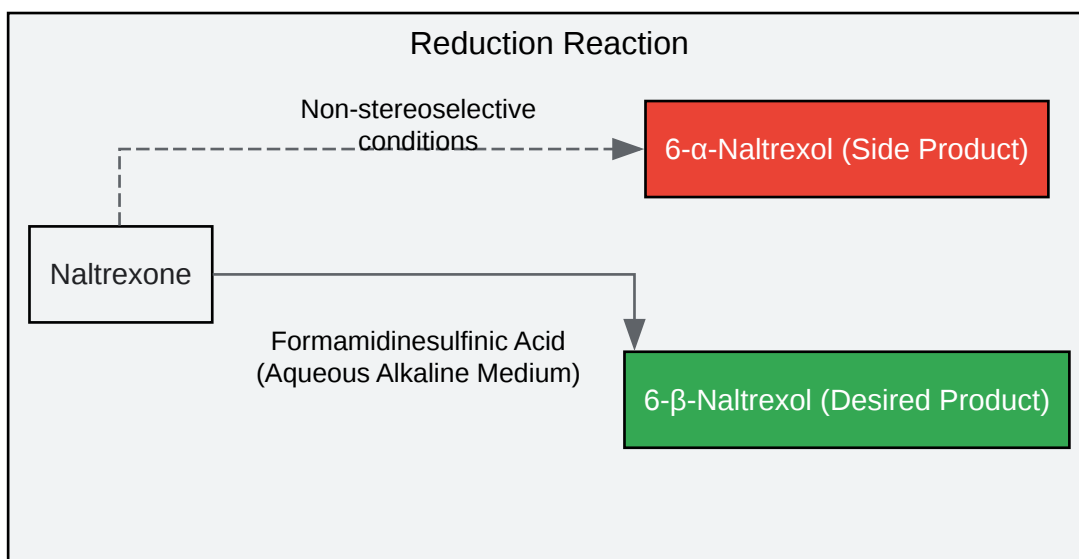 Reduction Reaction
Non-stereoselective
conditions
6-α-Naltrexol (Side Product)
Naltrexone
Formamidinesulfinic Acid
(Aqueous Alkaline Medium)
6-β-Naltrexol (Desired Product)